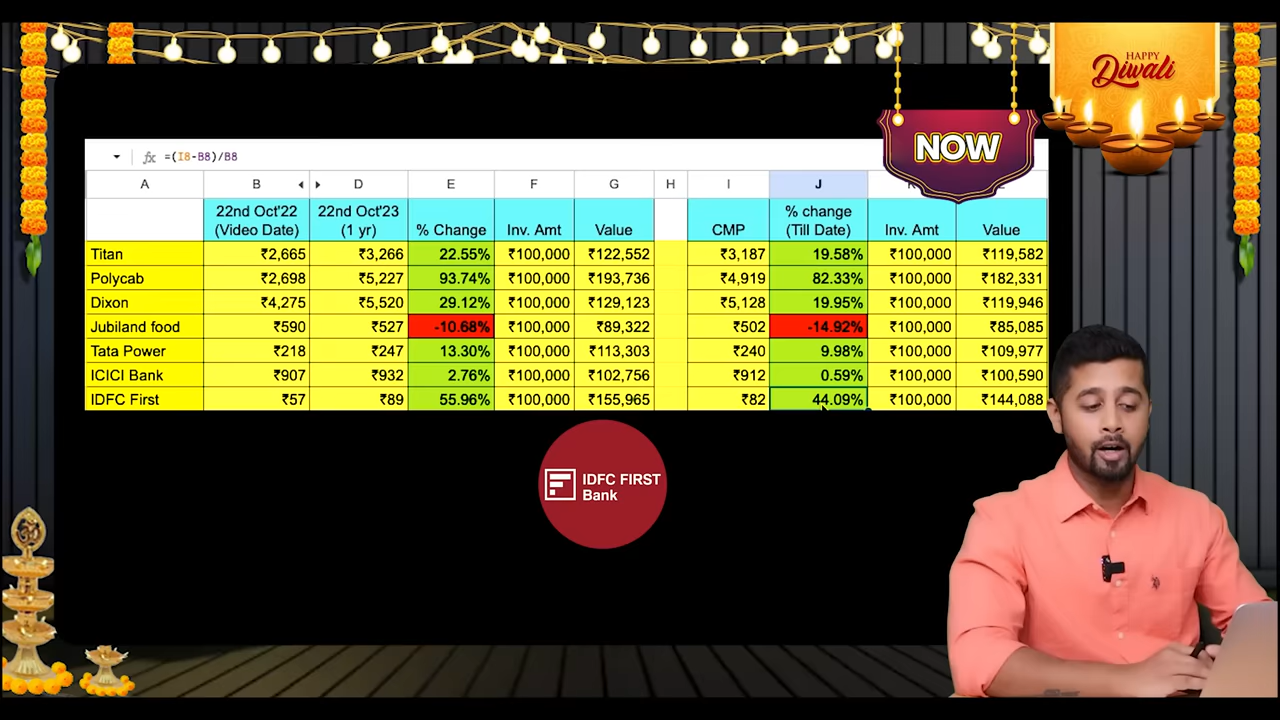 HAPPY
Diwali
NOW
fx =(I8-B8)/B8
A B D E F G H I J
22nd Oct'22 (Video Date) 22nd Oct'23 (1 yr) % Change Inv. Amt Value CMP % change (Till Date) Inv. Amt Value
Titan ₹2,665 ₹3,266 22.55% ₹100,000 ₹122,552 ₹3,187 19.58% ₹100,000 ₹119,582
Polycab ₹2,698 ₹5,227 93.74% ₹100,000 ₹193,736 ₹4,919 82.33% ₹100,000 ₹182,331
Dixon ₹4,275 ₹5,520 29.12% ₹100,000 ₹129,123 ₹5,128 19.95% ₹100,000 ₹119,946
Jubiland food ₹590 ₹527 -10.68% ₹100,000 ₹89,322 ₹502 -14.92% ₹100,000 ₹85,085
Tata Power ₹218 ₹247 13.30% ₹100,000 ₹113,303 ₹240 9.98% ₹100,000 ₹109,977
ICICI Bank ₹907 ₹932 2.76% ₹100,000 ₹102,756 ₹912 0.59% ₹100,000 ₹100,590
IDFC First ₹57 ₹89 55.96% ₹100,000 ₹155,965 ₹82 44.09% ₹100,000 ₹144,088
IDFC FIRST
Bank